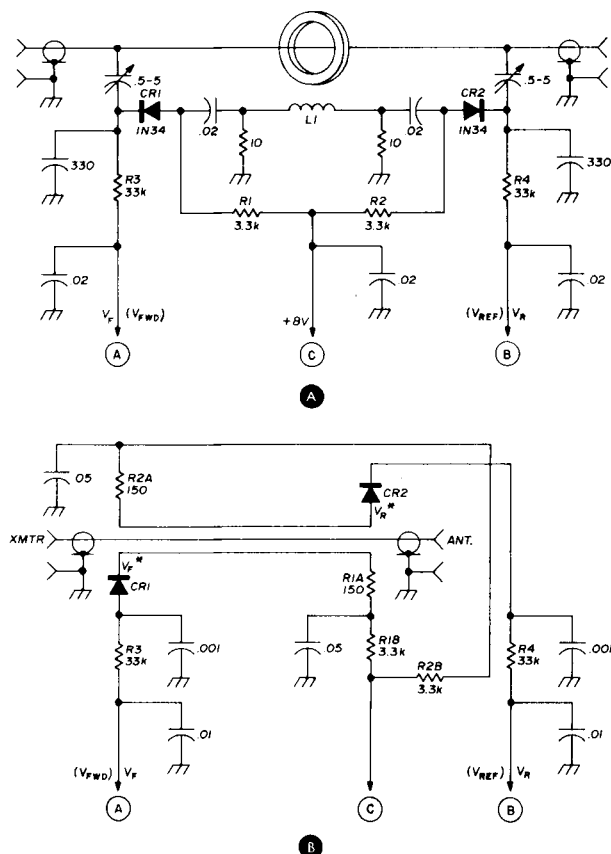 .5-5
CR1
1N34
.02
L1
.02
CR2
1N34
.5-5
330
R3
33k
10
10
R4
33k
330
R1
3.3k
R2
3.3k
.02
.02
.02
VF (VFWD)
+8V
(VREF) VR
A
C
B
A
.05
R2A
150
CR2
VR*
XMTR
ANT.
VF*
CR1
R1A
150
.001
R3
33k
.05
R1B
3.3k
R2B
3.3k
R4
33k
.001
.01
.01
(VFWD) VF
(VREF) VR
A
C
B
B